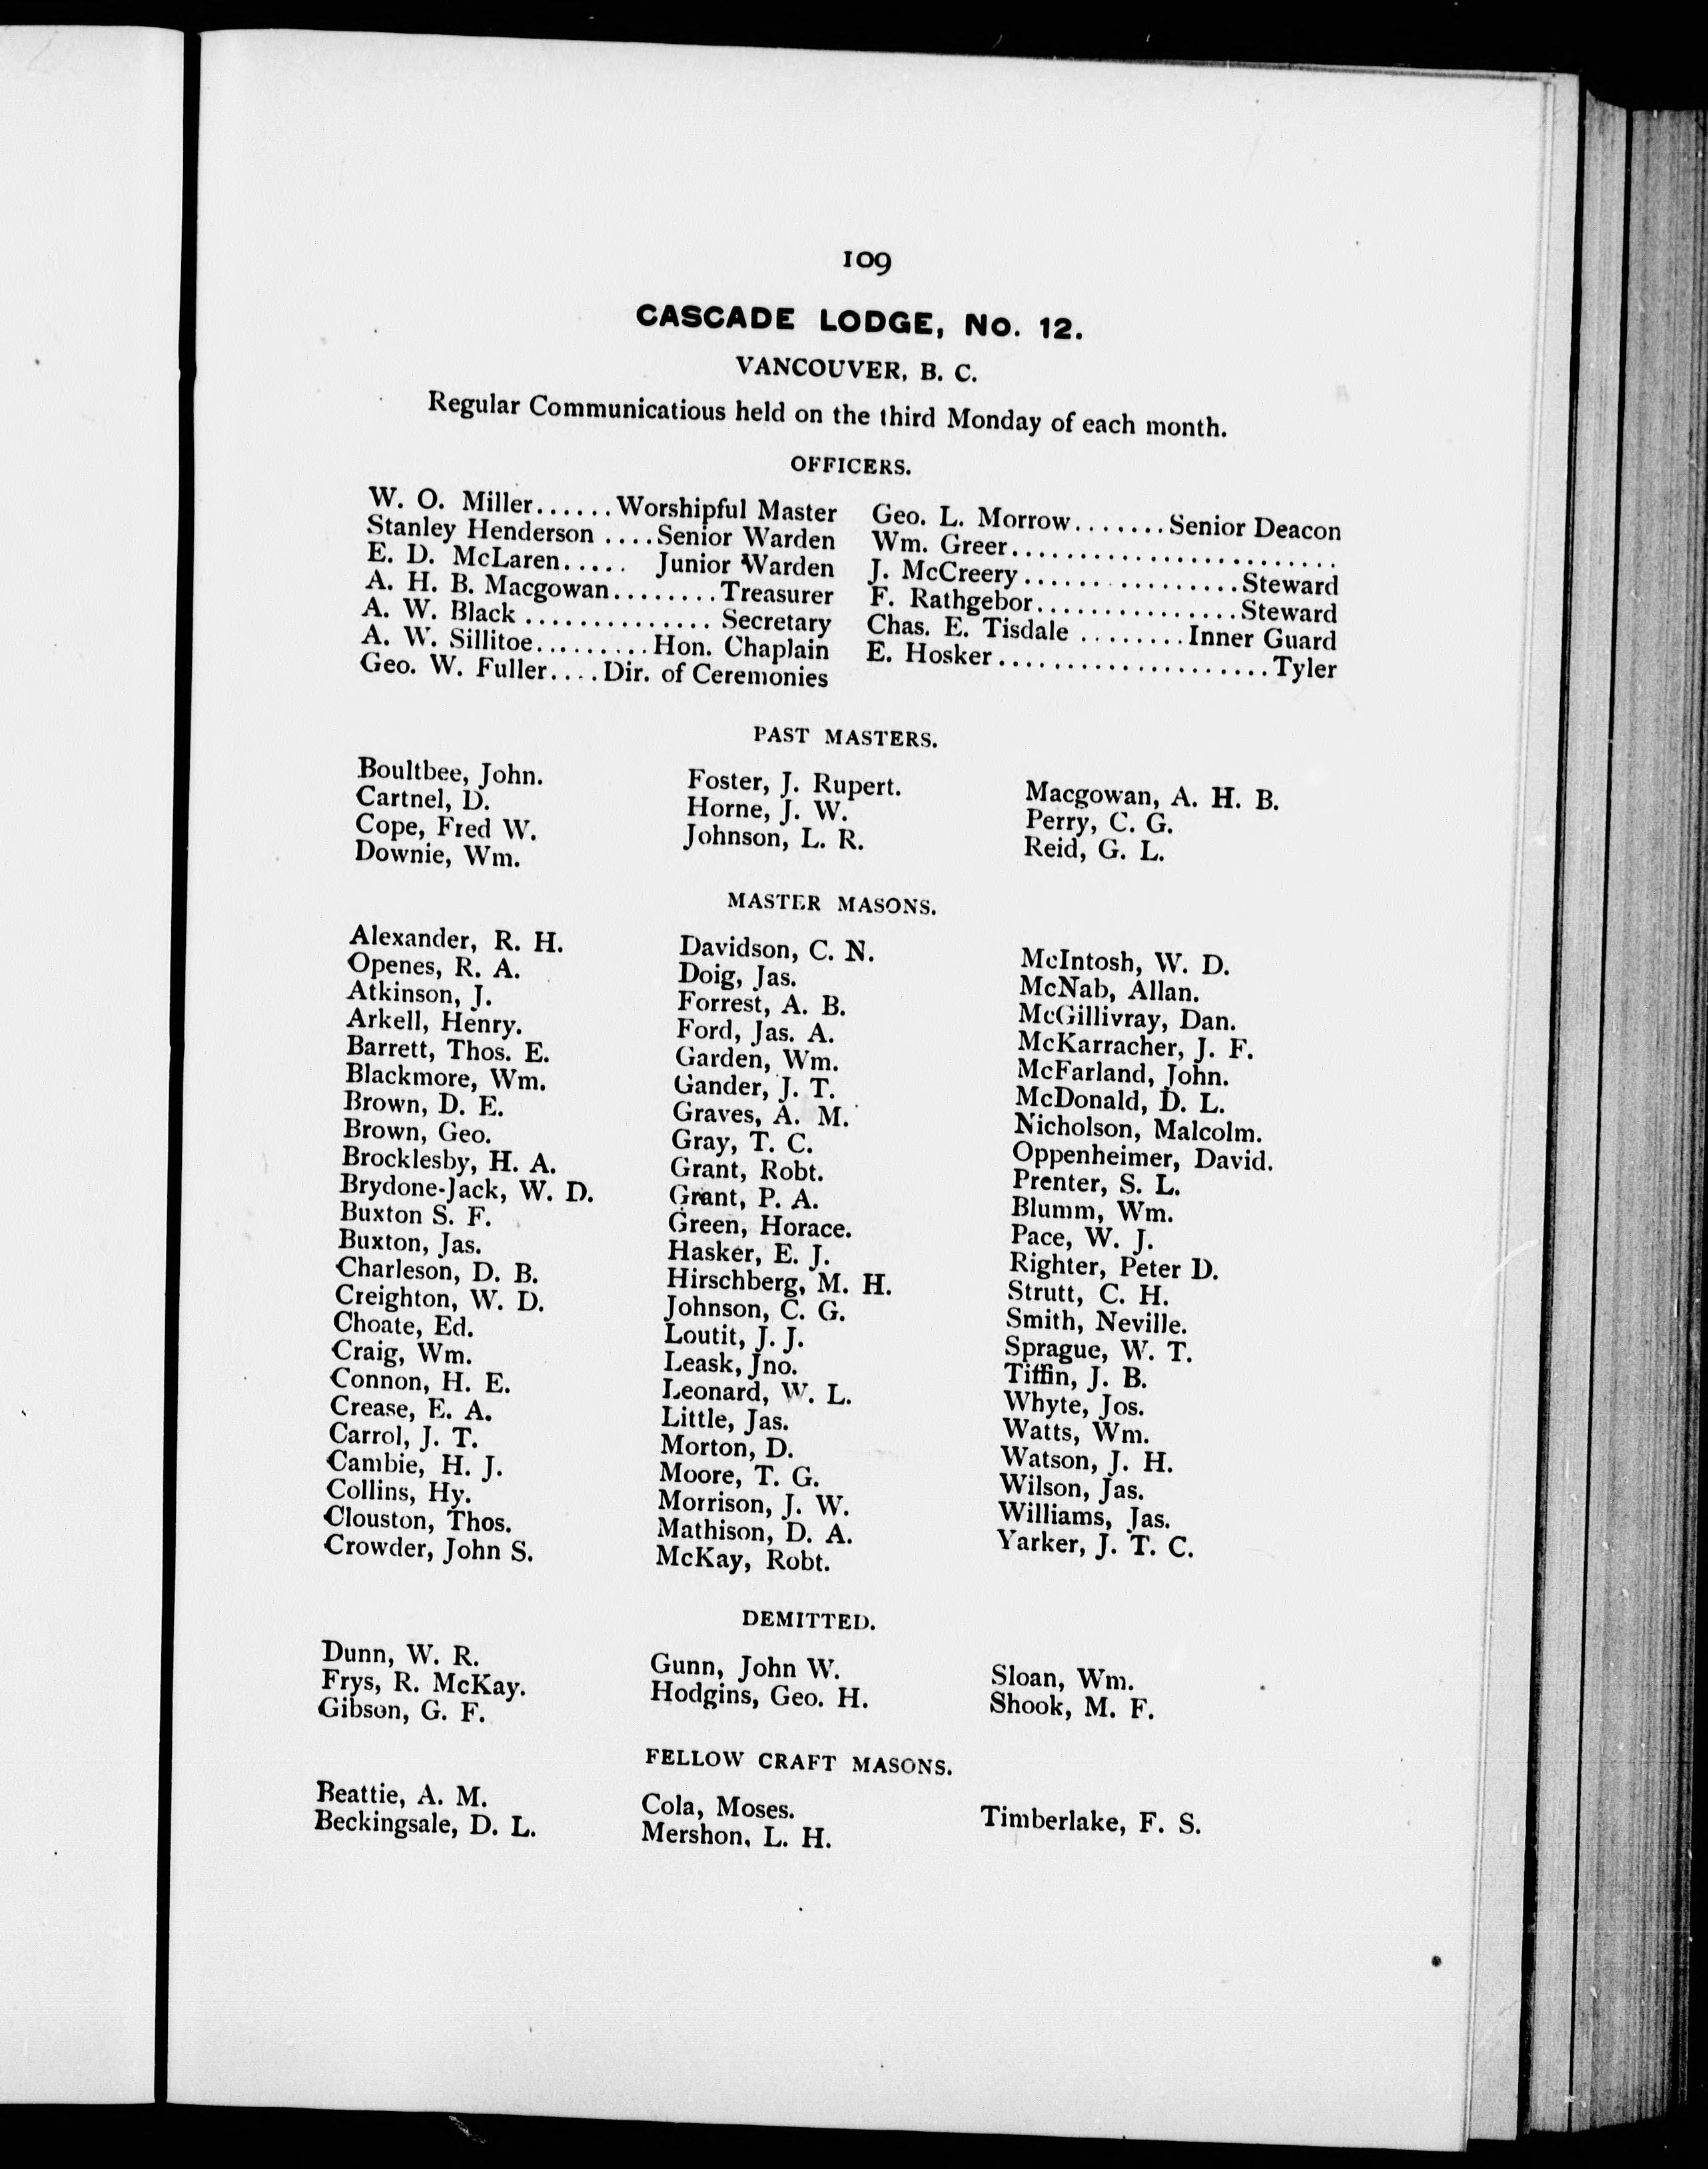 109
CASCADE LODGE, No. 12.
VANCOUVER, B. C.
Regular Communicatious held on the third Monday of each month.
OFFICERS.
W. O. Miller......Worshipful Master
Stanley Henderson ....Senior Warden
E. D. McLaren..... Junior Warden
A. H. B. Macgowan........Treasurer
A. W. Black .............. Secretary
A. W. Sillitoe.........Hon. Chaplain
Geo. W. Fuller....Dir. of Ceremonies
Geo. L. Morrow.......Senior Deacon
Wm. Greer........................
J. McCreery................Steward
F. Rathgebor...............Steward
Chas. E. Tisdale ........Inner Guard
E. Hosker....................Tyler
PAST MASTERS.
Boultbee, John.
Cartnel, D.
Cope, Fred W.
Downie, Wm.
Foster, J. Rupert.
Horne, J. W.
Johnson, L. R.
Macgowan, A. H. B.
Perry, C. G.
Reid, G. L.
MASTER MASONS.
Alexander, R. H.
Openes, R. A.
Atkinson, J.
Arkell, Henry.
Barrett, Thos. E.
Blackmore, Wm.
Brown, D. E.
Brown, Geo.
Brocklesby, H. A.
Brydone-Jack, W. D.
Buxton S. F.
Buxton, Jas.
Charleson, D. B.
Creighton, W. D.
Choate, Ed.
Craig, Wm.
Connon, H. E.
Crease, E. A.
Carrol, J. T.
Cambie, H. J.
Collins, Hy.
Clouston, Thos.
Crowder, John S.
Davidson, C. N.
Doig, Jas.
Forrest, A. B.
Ford, Jas. A.
Garden, Wm.
Gander, J. T.
Graves, A. M.
Gray, T. C.
Grant, Robt.
Grant, P. A.
Green, Horace.
Hasker, E. J.
Hirschberg, M. H.
Johnson, C. G.
Loutit, J. J.
Leask, Jno.
Leonard, W. L.
Little, Jas.
Morton, D.
Moore, T. G.
Morrison, J. W.
Mathison, D. A.
McKay, Robt.
McIntosh, W. D.
McNab, Allan.
McGillivray, Dan.
McKarracher, J. F.
McFarland, John.
McDonald, D. L.
Nicholson, Malcolm.
Oppenheimer, David.
Prenter, S. L.
Blumm, Wm.
Pace, W. J.
Righter, Peter D.
Strutt, C. H.
Smith, Neville.
Sprague, W. T.
Tiffin, J. B.
Whyte, Jos.
Watts, Wm.
Watson, J. H.
Wilson, Jas.
Williams, Jas.
Yarker, J. T. C.
DEMITTED.
Dunn, W. R.
Frys, R. McKay.
Gibson, G. F.
Gunn, John W.
Hodgins, Geo. H.
Sloan, Wm.
Shook, M. F.
FELLOW CRAFT MASONS.
Beattie, A. M.
Beckingsale, D. L.
Cola, Moses.
Mershon, L. H.
Timberlake, F. S.